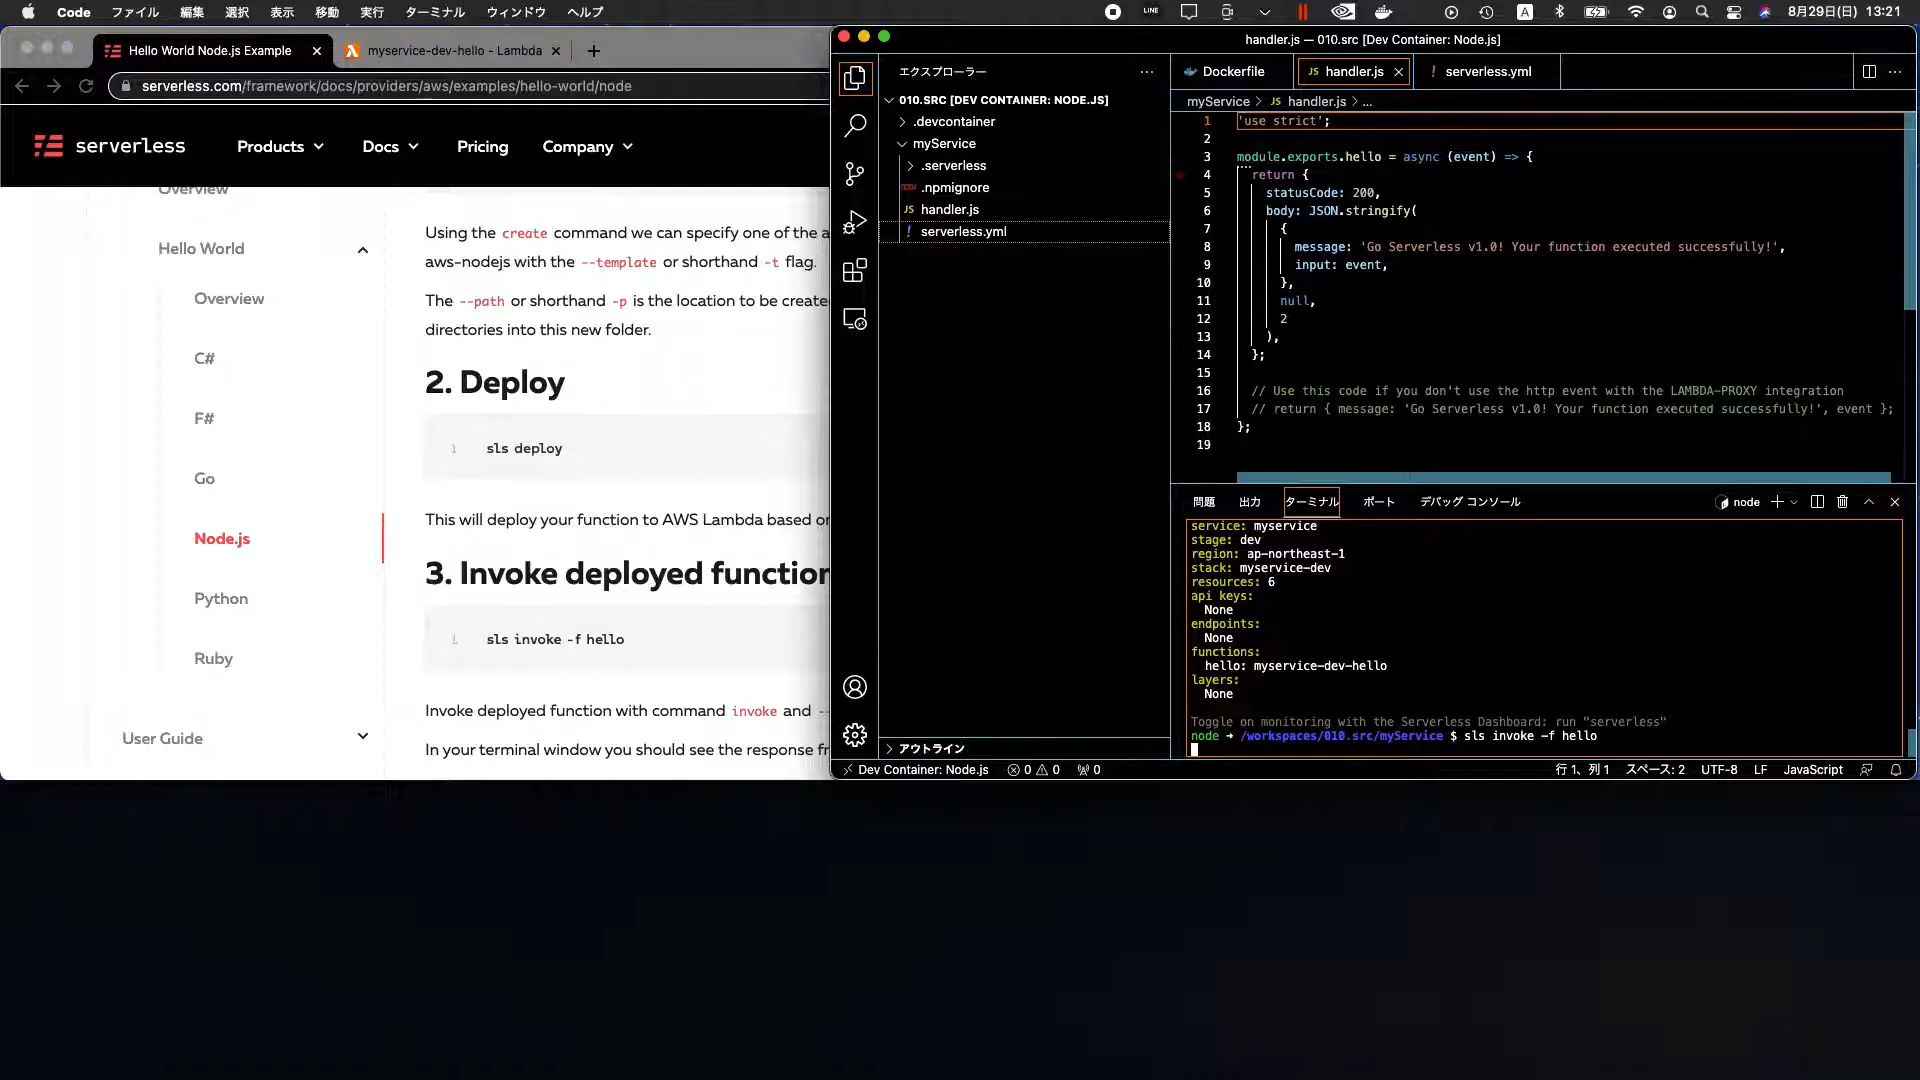 Code ファイル 編集 選択 表示 移動 実行 ターミナル ウィンドウ ヘルプ LINE A 8月29日(日) 13:21
Hello World Node.js Example
myservice-dev-hello - Lambda
serverless.com/framework/docs/providers/aws/examples/hello-world/node
serverless Products Docs Pricing Company
Overview
Hello World
Overview
C#
F#
Go
Node.js
Python
Ruby
User Guide
Using the create command we can specify one of the a
aws-nodejs with the --template or shorthand -t flag.
The --path or shorthand -p is the location to be create
directories into this new folder.
2. Deploy
1 sls deploy
This will deploy your function to AWS Lambda based on
3. Invoke deployed function
1 sls invoke -f hello
Invoke deployed function with command invoke and --
In your terminal window you should see the response fr
handler.js — 010.src [Dev Container: Node.js]
エクスプローラー
010.SRC [DEV CONTAINER: NODE.JS]
.devcontainer
myService
.serverless
.npmignore
JS handler.js
! serverless.yml
アウトライン
Dockerfile JS handler.js ! serverless.yml
myService > JS handler.js > ...
1 'use strict';
2
3 module.exports.hello = async (event) => {
4 return {
5 statusCode: 200,
6 body: JSON.stringify(
7 {
8 message: 'Go Serverless v1.0! Your function executed successfully!',
9 input: event,
10 },
11 null,
12 2
13 ),
14 };
15
16 // Use this code if you don't use the http event with the LAMBDA-PROXY integration
17 // return { message: 'Go Serverless v1.0! Your function executed successfully!', event };
18 };
19
問題 出力 ターミナル ポート デバッグ コンソール node
service: myservice
stage: dev
region: ap-northeast-1
stack: myservice-dev
resources: 6
api keys:
None
endpoints:
None
functions:
hello: myservice-dev-hello
layers:
None
Toggle on monitoring with the Serverless Dashboard: run "serverless"
node ➜ /workspaces/010.src/myService $ sls invoke -f hello
Dev Container: Node.js 0 0 0 行 1、列 1 スペース: 2 UTF-8 LF JavaScript